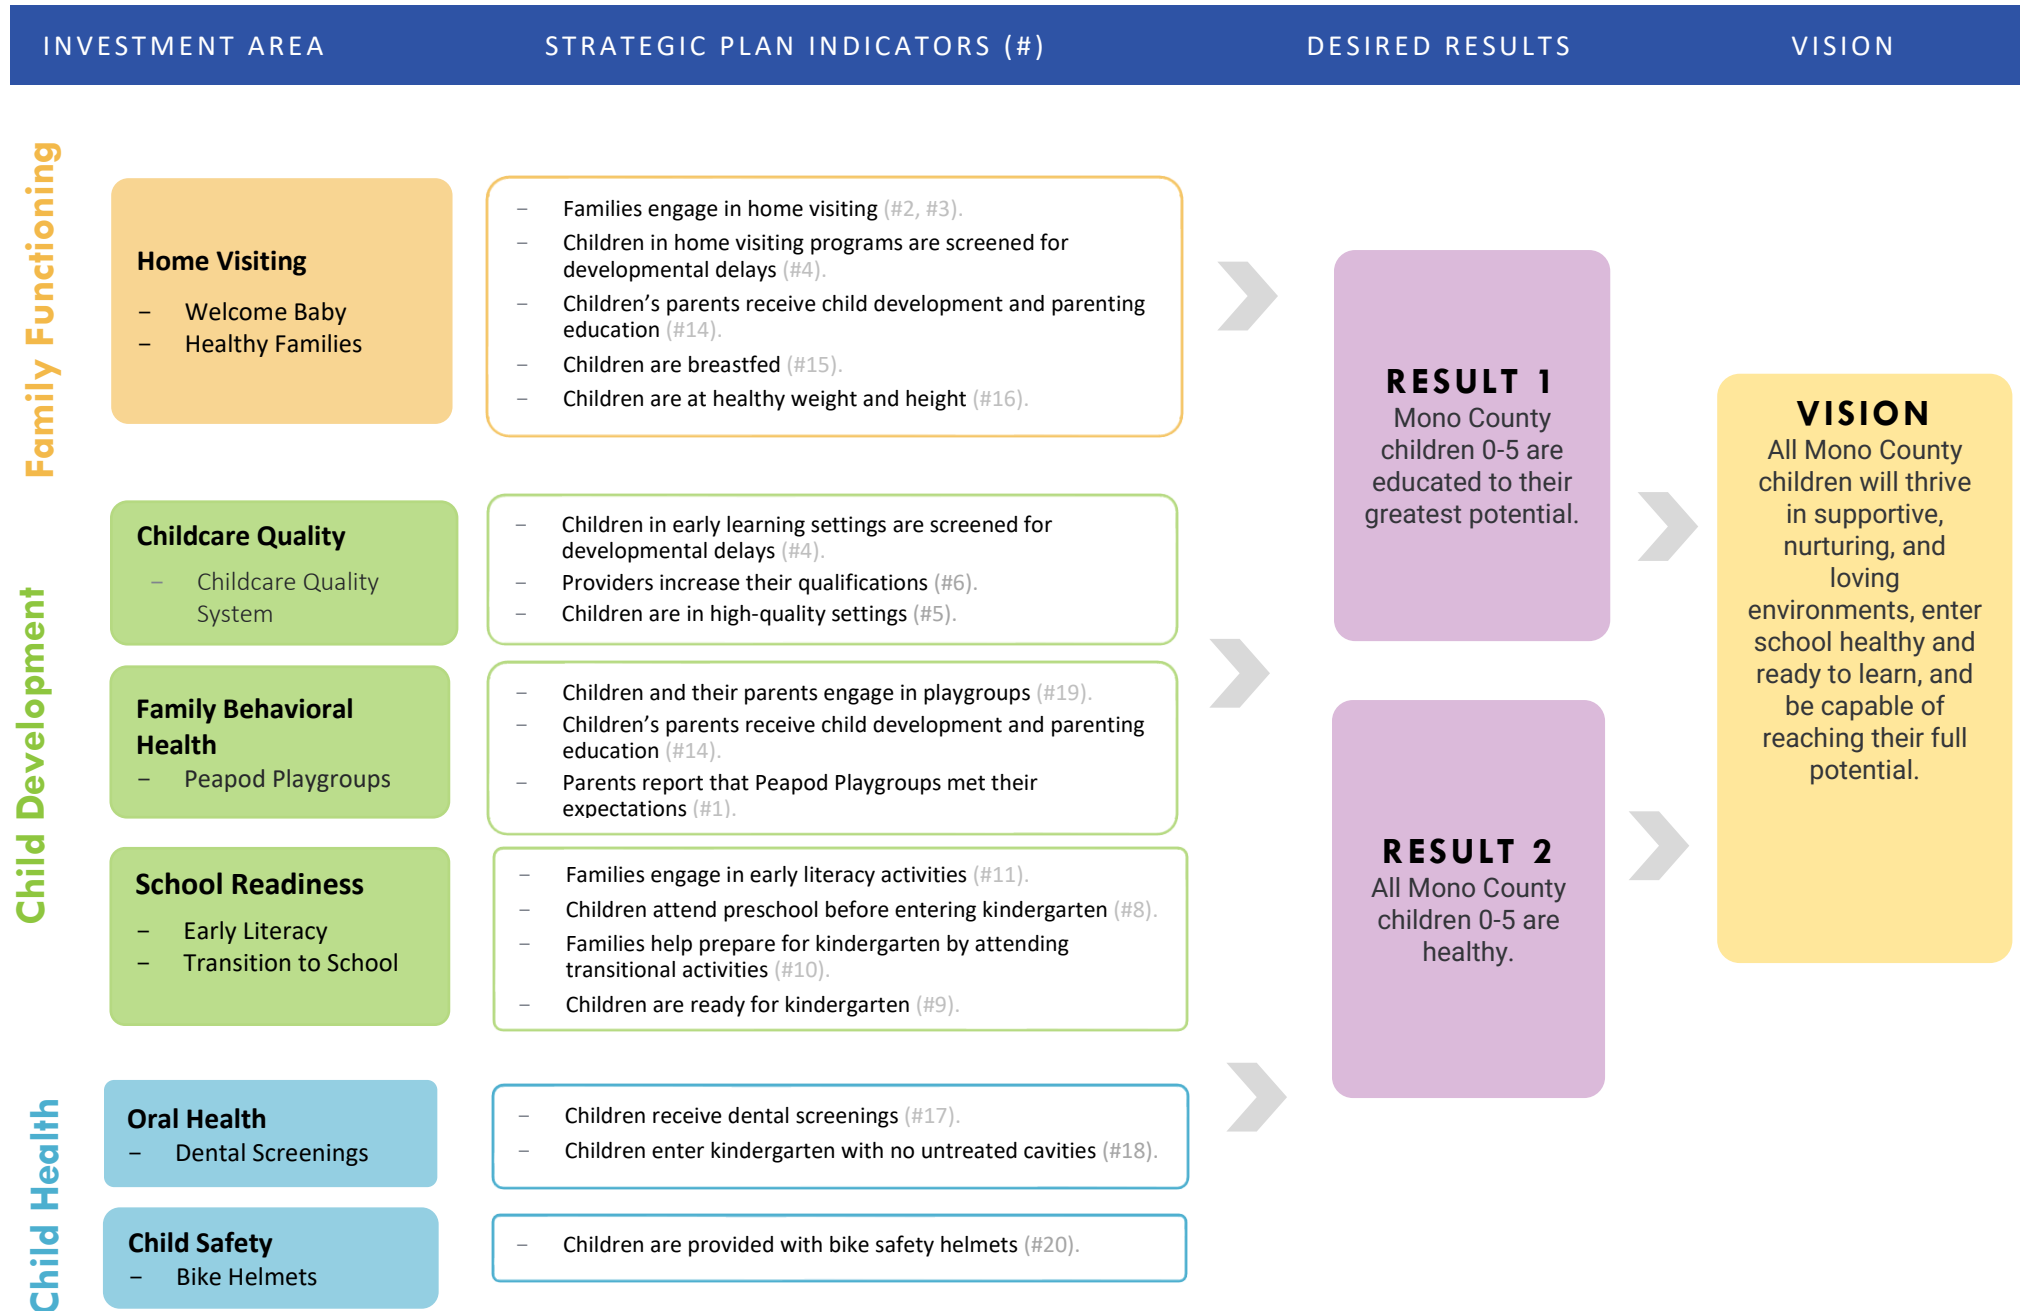 INVESTMENT AREA
STRATEGIC PLAN INDICATORS (#)
DESIRED RESULTS
VISION
Family Functioning
Home Visiting
– Welcome Baby
– Healthy Families
– Families engage in home visiting (#2, #3).
– Children in home visiting programs are screened for
developmental delays (#4).
– Children’s parents receive child development and parenting
education (#14).
– Children are breastfed (#15).
– Children are at healthy weight and height (#16).
Child Development
Childcare Quality
– Childcare Quality
System
– Children in early learning settings are screened for
developmental delays (#4).
– Providers increase their qualifications (#6).
– Children are in high-quality settings (#5).
Family Behavioral
Health
– Peapod Playgroups
– Children and their parents engage in playgroups (#19).
– Children’s parents receive child development and parenting
education (#14).
– Parents report that Peapod Playgroups met their
expectations (#1).
School Readiness
– Early Literacy
– Transition to School
– Families engage in early literacy activities (#11).
– Children attend preschool before entering kindergarten (#8).
– Families help prepare for kindergarten by attending
transitional activities (#10).
– Children are ready for kindergarten (#9).
Child Health
Oral Health
– Dental Screenings
– Children receive dental screenings (#17).
– Children enter kindergarten with no untreated cavities (#18).
Child Safety
– Bike Helmets
– Children are provided with bike safety helmets (#20).
RESULT 1
Mono County
children 0-5 are
educated to their
greatest potential.
RESULT 2
All Mono County
children 0-5 are
healthy.
VISION
All Mono County
children will thrive
in supportive,
nurturing, and
loving
environments, enter
school healthy and
ready to learn, and
be capable of
reaching their full
potential.